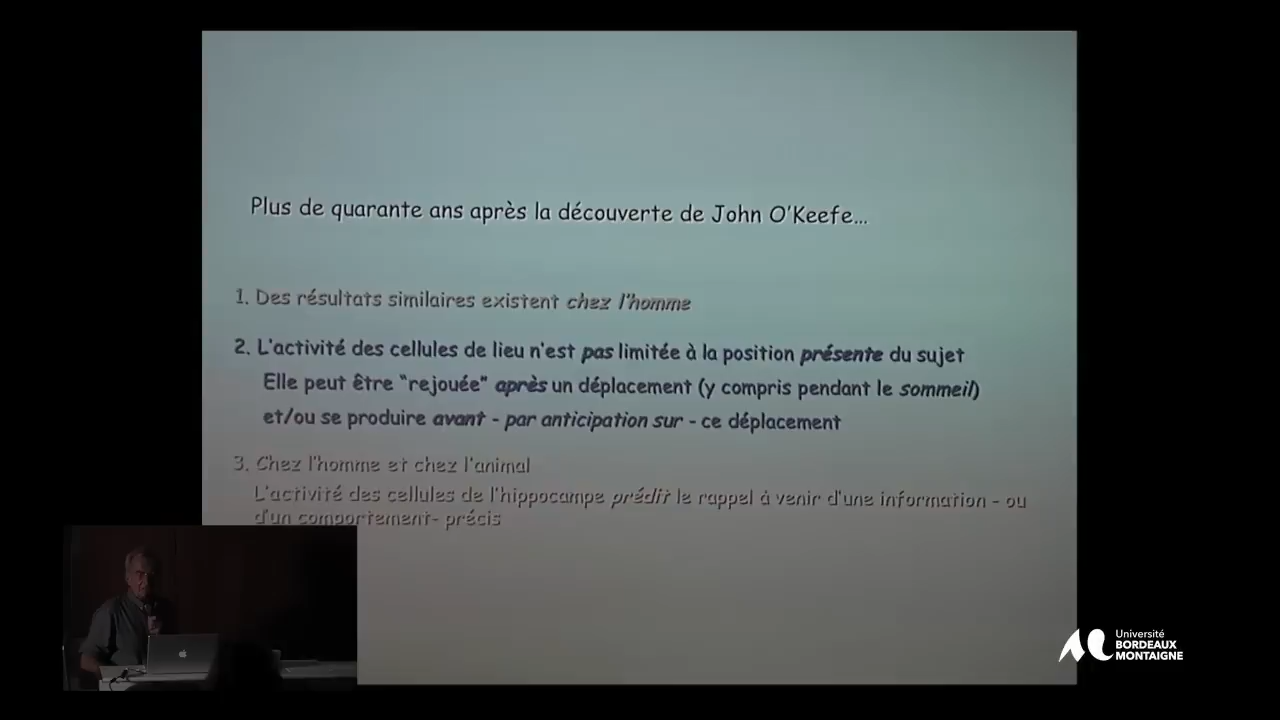 Plus de quarante ans après la découverte de John O'Keefe...
1. Des résultats similaires existent chez l'homme
2. L'activité des cellules de lieu n'est pas limitée à la position présente du sujet
Elle peut être "rejouée" après un déplacement (y compris pendant le sommeil)
et/ou se produire avant - par anticipation sur - ce déplacement
3. Chez l'homme et chez l'animal
L'activité des cellules de l'hippocampe prédit le rappel à venir d'une information - ou
d'un comportement- précis
Université
BORDEAUX
MONTAIGNE